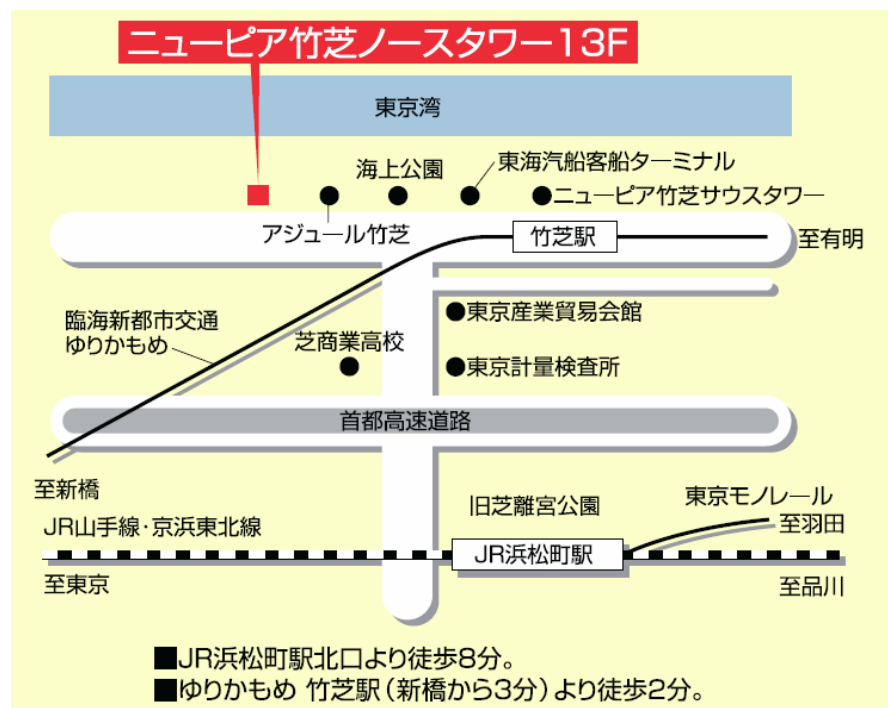 ニューピア竹芝ノースタワー13F
東京湾
海上公園
東海汽船客船ターミナル
ニューピア竹芝サウスタワー
アジュール竹芝
竹芝駅
至有明
臨海新都市交通
ゆりかもめ
芝商業高校
東京産業貿易会館
東京計量検査所
首都高速道路
至新橋
旧芝離宮公園
東京モノレール
JR山手線・京浜東北線
至羽田
JR浜松町駅
至東京
至品川
■JR浜松町駅北口より徒歩8分。
■ゆりかもめ 竹芝駅（新橋から3分）より徒歩2分。